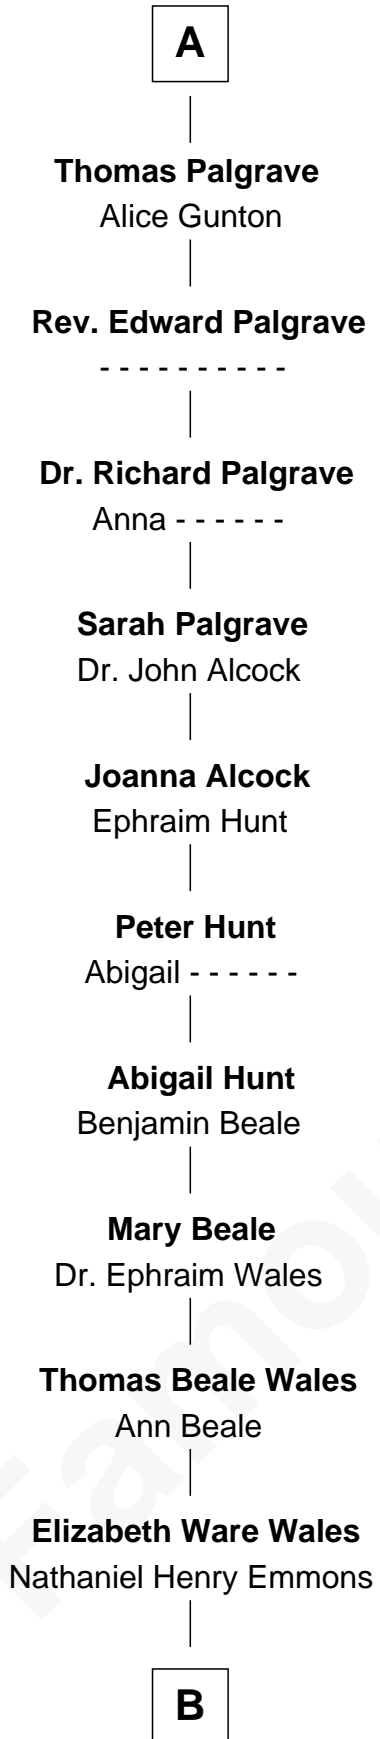 A
Thomas Palgrave
Alice Gunton
Rev. Edward Palgrave
- - - - - - - - - -
Dr. Richard Palgrave
Anna - - - - - -
Sarah Palgrave
Dr. John Alcock
Joanna Alcock
Ephraim Hunt
Peter Hunt
Abigail - - - - - -
Abigail Hunt
Benjamin Beale
Mary Beale
Dr. Ephraim Wales
Thomas Beale Wales
Ann Beale
Elizabeth Ware Wales
Nathaniel Henry Emmons
B
Famou